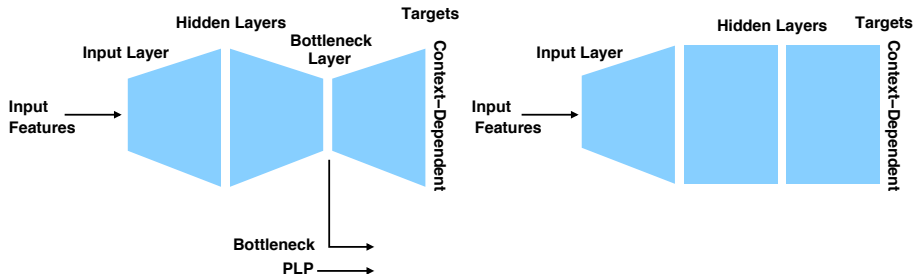 Targets
Hidden Layers
Bottleneck
Layer
Input Layer
Input
Features
Context-Dependent
Bottleneck
PLP
Targets
Hidden Layers
Input Layer
Input
Features
Context-Dependent